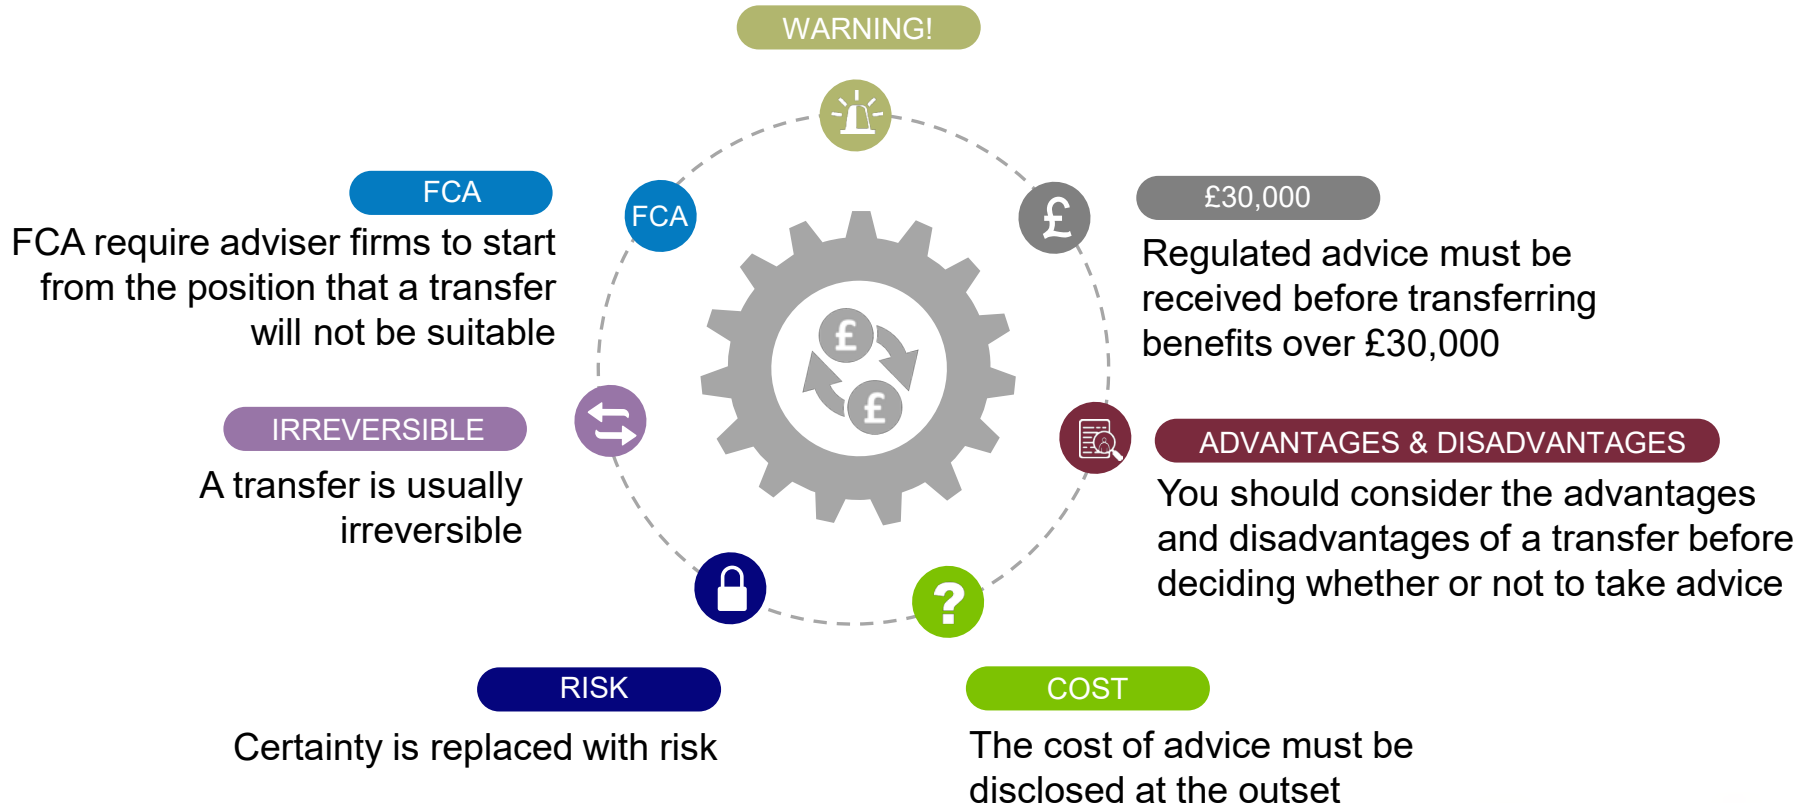 WARNING!
FCA
FCA require adviser firms to start
from the position that a transfer
will not be suitable
FCA
£
£30,000
Regulated advice must be
received before transferring
benefits over £30,000
£
£
IRREVERSIBLE
A transfer is usually
irreversible
ADVANTAGES & DISADVANTAGES
You should consider the advantages
and disadvantages of a transfer before
deciding whether or not to take advice
?
RISK
Certainty is replaced with risk
COST
The cost of advice must be
disclosed at the outset